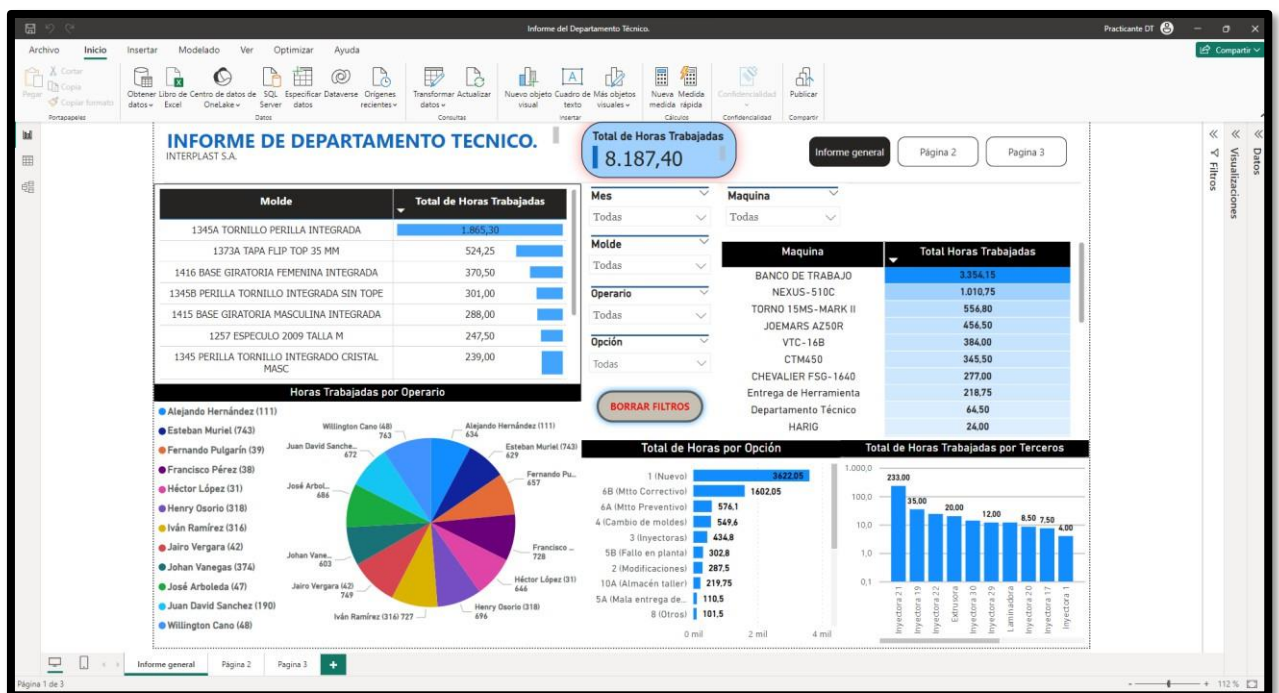 Informe del Departamento Técnico.
Practicante DT
Archivo Inicio Insertar Modelado Ver Optimizar Ayuda
Compartir
Pegar
Cortar
Copia
Copiar formato
Portapapeles
Obtener datos
Libro de Excel
Centro de datos de OneLake
SQL Server
Especificar datos
Dataverse
Orígenes recientes
Datos
Transformar datos
Actualizar
Consultas
Nuevo objeto visual
Cuadro de texto
Más objetos visuales
Insertar
Nueva medida
Medida rápida
Cálculos
Confidencialidad
Confidencialidad
Publicar
Compartir
INFORME DE DEPARTAMENTO TECNICO.
INTERPLAST S.A.
Total de Horas Trabajadas
8.187,40
Informe general
Página 2
Pagina 3
Filtros
Visualizaciones
Datos
Molde Total de Horas Trabajadas
1345A TORNILLO PERILLA INTEGRADA 1.865,30
1373A TAPA FLIP TOP 35 MM 524,25
1416 BASE GIRATORIA FEMENINA INTEGRADA 370,50
1345B PERILLA TORNILLO INTEGRADA SIN TOPE 301,00
1415 BASE GIRATORIA MASCULINA INTEGRADA 288,00
1257 ESPECULO 2009 TALLA M 247,50
1345 PERILLA TORNILLO INTEGRADO CRISTAL 239,00
MASC
Mes
Todas
Molde
Todas
Operario
Todas
Opción
Todas
Maquina
Todas
BORRAR FILTROS
Maquina Total Horas Trabajadas
BANCO DE TRABAJO 3.354,15
NEXUS-510C 1.010,75
TORNO 15MS-MARK II 556,80
JOEMARS AZ50R 456,50
VTC-16B 384,00
CTM450 345,50
CHEVALIER FSG-1640 277,00
Entrega de Herramienta 218,75
Departamento Técnico 64,50
HARIG 24,00
Horas Trabajadas por Operario
Alejando Hernández (111)
Esteban Muriel (743)
Fernando Pulgarín (39)
Francisco Pérez (38)
Héctor López (31)
Henry Osorio (318)
Iván Ramírez (316)
Jairo Vergara (42)
Johan Vanegas (374)
José Arboleda (47)
Juan David Sanchez (190)
Willington Cano (48)
Willington Cano (48)
763
Alejando Hernández (111)
634
Juan David Sanche...
672
Esteban Muriel (743)
629
José Arbol...
686
Fernando Pu...
657
Johan Vane...
603
Francisco ...
728
Jairo Vergara (42)
749
Héctor López (31)
646
Iván Ramírez (316) 727
Henry Osorio (318)
696
Total de Horas por Opción
1 (Nuevo) 3622,05
6B (Mtto Correctivo) 1602,05
6A (Mtto Preventivo) 576,1
4 (Cambio de moldes) 549,6
3 (Inyectoras) 434,8
5B (Fallo en planta) 302,8
2 (Modificaciones) 287,5
10A (Almacén taller) 219,75
5A (Mala entrega de... 110,5
8 (Otros) 101,5
0 mil 2 mil 4 mil
Total de Horas Trabajadas por Terceros
1.000,0
100,0
10,0
1,0
0,1
233,00
35,00
20,00
12,00
8,50
7,50
4,00
Inyectora 21
Inyectora 19
Inyectora 22
Extrusora
Inyectora 30
Inyectora 29
Laminadora
Inyectora 20
Inyectora 17
Inyectora 1
Informe general Página 2 Pagina 3
Página 1 de 3
112 %